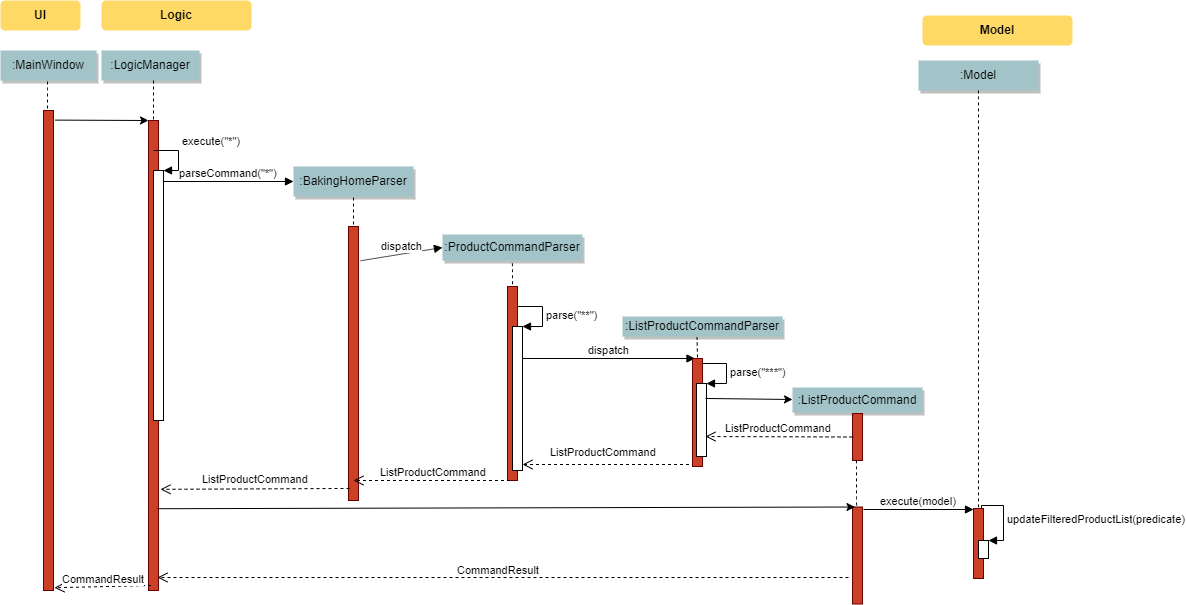 UI
Logic
Model
:MainWindow
:LogicManager
:Model
execute("*")
parseCommand("*")
:BakingHomeParser
dispatch
:ProductCommandParser
parse("**")
:ListProductCommandParser
dispatch
parse("***")
:ListProductCommand
ListProductCommand
ListProductCommand
ListProductCommand
ListProductCommand
execute(model)
updateFilteredProductList(predicate)
CommandResult
CommandResult